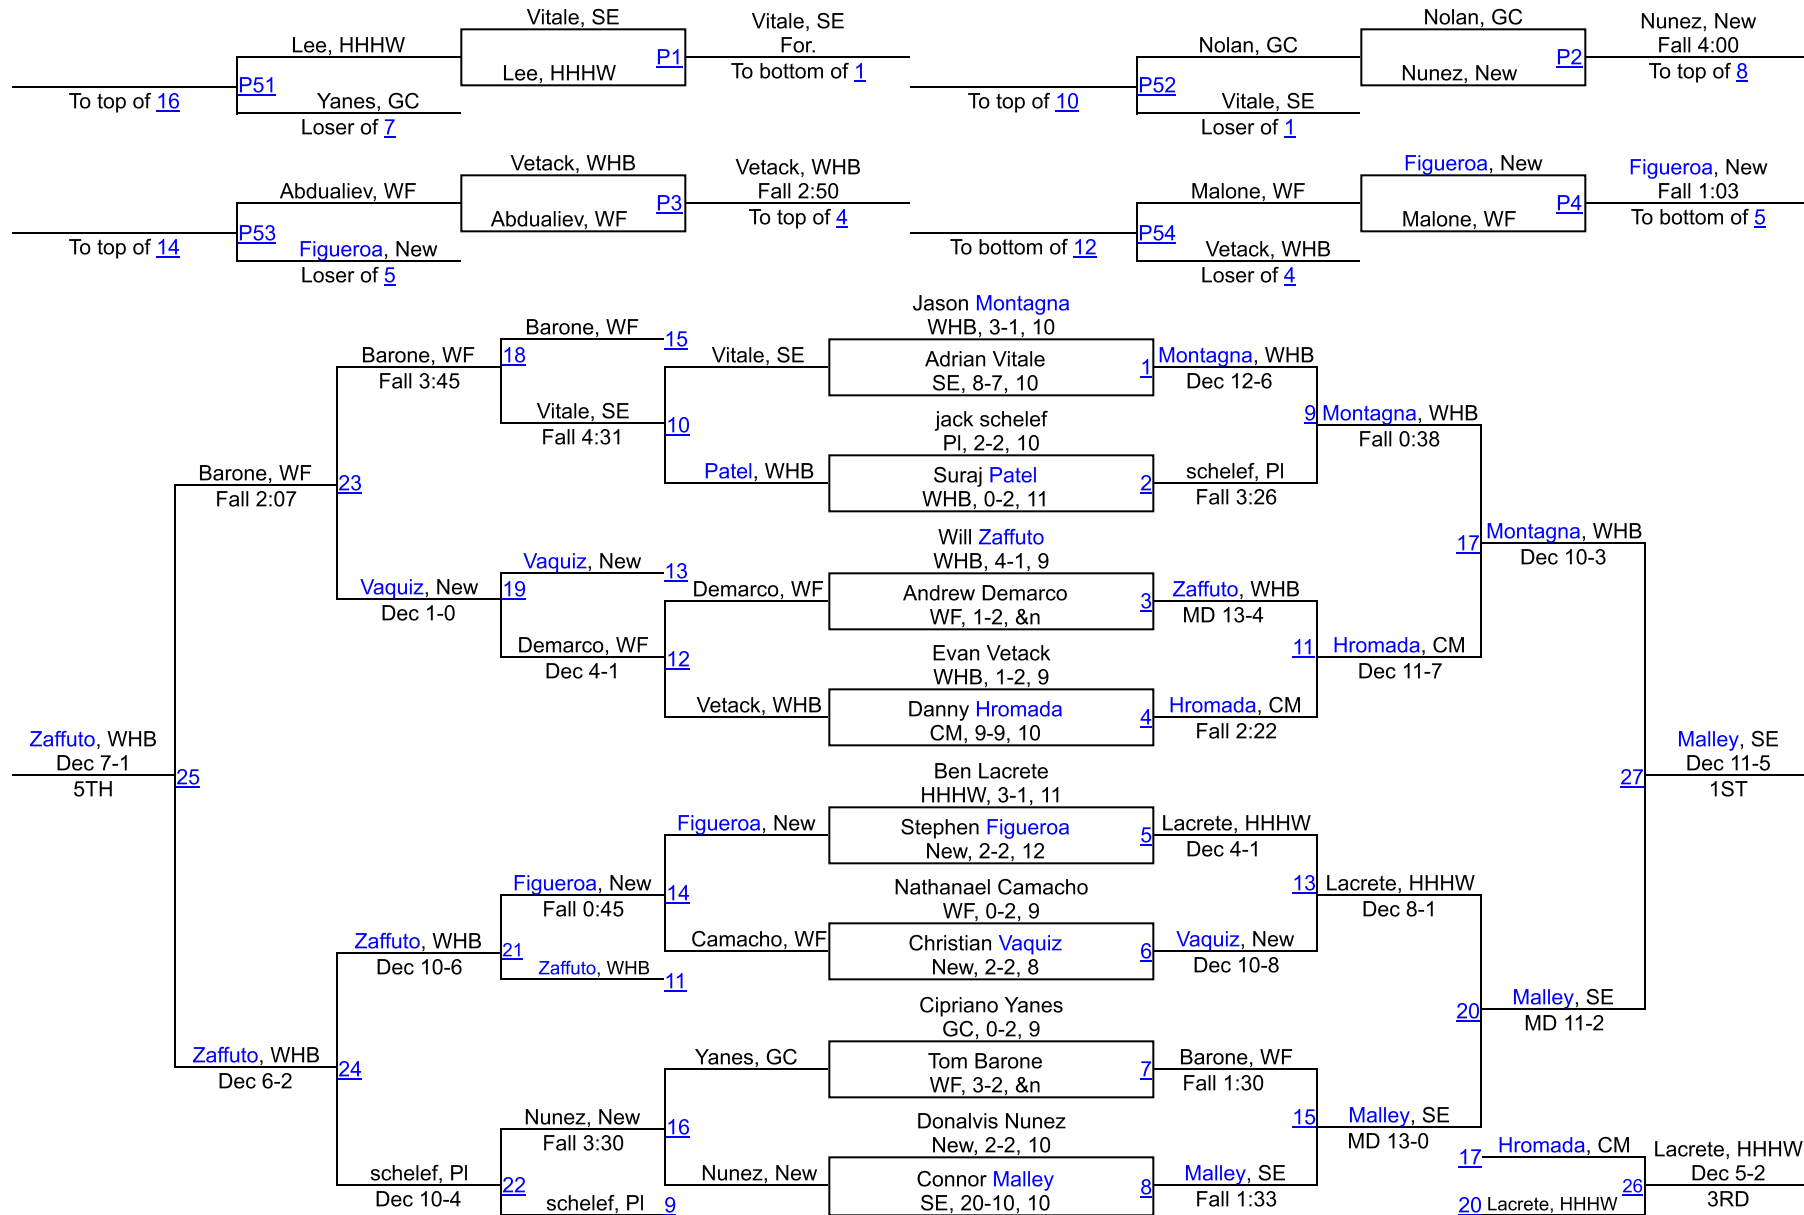 Vitale, SE
Lee, HHHW
P1
Lee, HHHW
Vitale, SE
For.
To bottom of 1
P51
To top of 16
Yanes, GC
Loser of 7
Nolan, GC
Nolan, GC
P2
Nunez, New
Nunez, New
Fall 4:00
To top of 8
P52
To top of 10
Vitale, SE
Loser of 1
Vetack, WHB
Abdualiev, WF
P3
Abdualiev, WF
Vetack, WHB
Fall 2:50
To top of 4
P53
To top of 14
Figueroa, New
Loser of 5
Figueroa, New
Malone, WF
P4
Malone, WF
Figueroa, New
Fall 1:03
To bottom of 5
P54
To bottom of 12
Vetack, WHB
Loser of 4
Jason Montagna
WHB, 3-1, 10
Barone, WF
15
Barone, WF
18
Fall 3:45
Vitale, SE
Adrian Vitale
SE, 8-7, 10
1
Montagna, WHB
Dec 12-6
Vitale, SE
Fall 4:31
10
jack schelef
Pl, 2-2, 10
9
Montagna, WHB
Fall 0:38
Barone, WF
Fall 2:07
23
Patel, WHB
Suraj Patel
WHB, 0-2, 11
2
schelef, Pl
Fall 3:26
Will Zaffuto
WHB, 4-1, 9
17
Montagna, WHB
Dec 10-3
Vaquiz, New
13
Vaquiz, New
19
Dec 1-0
Demarco, WF
Andrew Demarco
WF, 1-2, &n
3
Zaffuto, WHB
MD 13-4
Demarco, WF
Dec 4-1
12
Evan Vetack
WHB, 1-2, 9
11
Hromada, CM
Dec 11-7
Vetack, WHB
Danny Hromada
CM, 9-9, 10
4
Hromada, CM
Fall 2:22
Zaffuto, WHB
Dec 7-1
5TH
25
Ben Lacrete
HHHW, 3-1, 11
27
Malley, SE
Dec 11-5
1ST
Figueroa, New
Stephen Figueroa
New, 2-2, 12
5
Lacrete, HHHW
Dec 4-1
Figueroa, New
Fall 0:45
14
Nathanael Camacho
WF, 0-2, 9
13
Lacrete, HHHW
Dec 8-1
Zaffuto, WHB
Dec 10-6
21
Zaffuto, WHB
11
Camacho, WF
Christian Vaquiz
New, 2-2, 8
6
Vaquiz, New
Dec 10-8
Cipriano Yanes
GC, 0-2, 9
20
Malley, SE
MD 11-2
Zaffuto, WHB
Dec 6-2
24
Yanes, GC
Tom Barone
WF, 3-2, &n
7
Barone, WF
Fall 1:30
Nunez, New
Fall 3:30
16
Donalvis Nunez
New, 2-2, 10
15
Malley, SE
MD 13-0
schelef, Pl
Dec 10-4
22
schelef, Pl
9
Nunez, New
Connor Malley
SE, 20-10, 10
8
Malley, SE
Fall 1:33
17
Hromada, CM
20
Lacrete, HHHW
26
Lacrete, HHHW
Dec 5-2
3RD